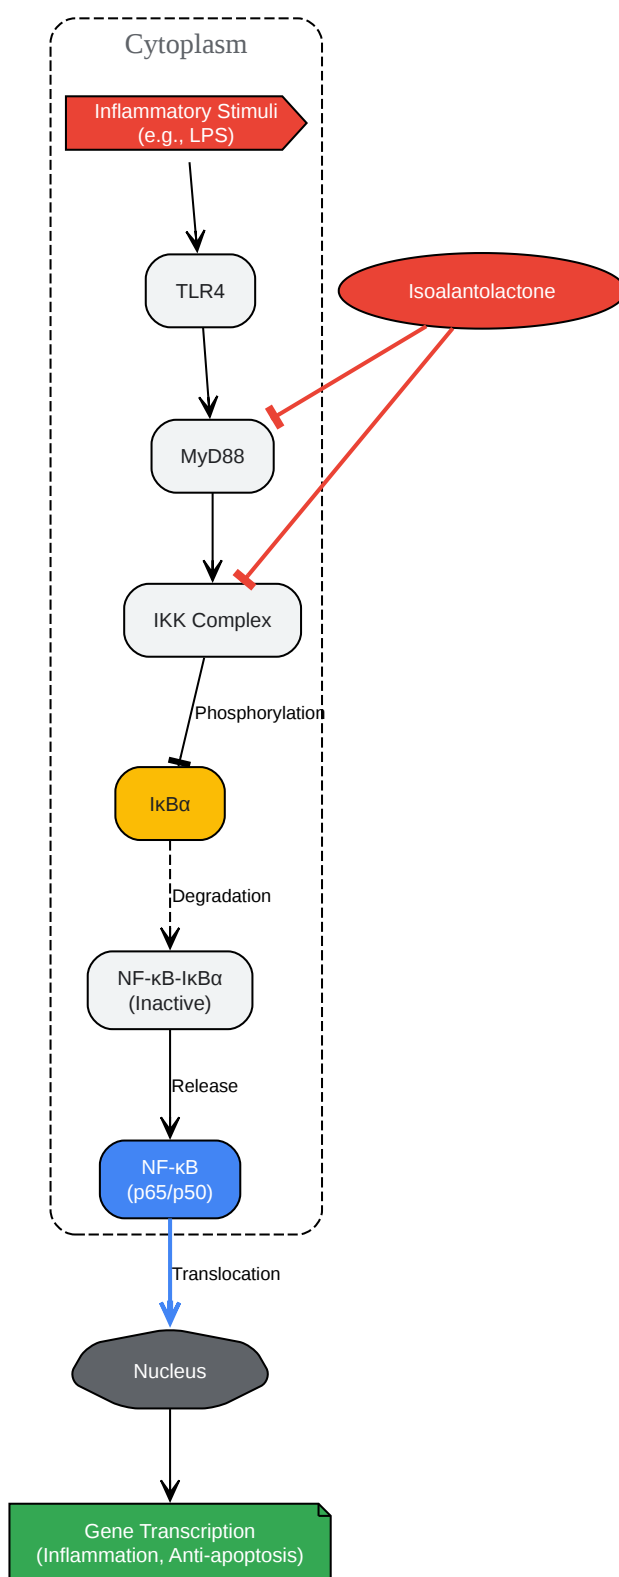 Cytoplasm
Inflammatory Stimuli
(e.g., LPS)
TLR4
Isoalantolactone
MyD88
IKK Complex
Phosphorylation
IκBα
Degradation
NF-κB-IκBα
(Inactive)
Release
NF-κB
(p65/p50)
Translocation
Nucleus
Gene Transcription
(Inflammation, Anti-apoptosis)